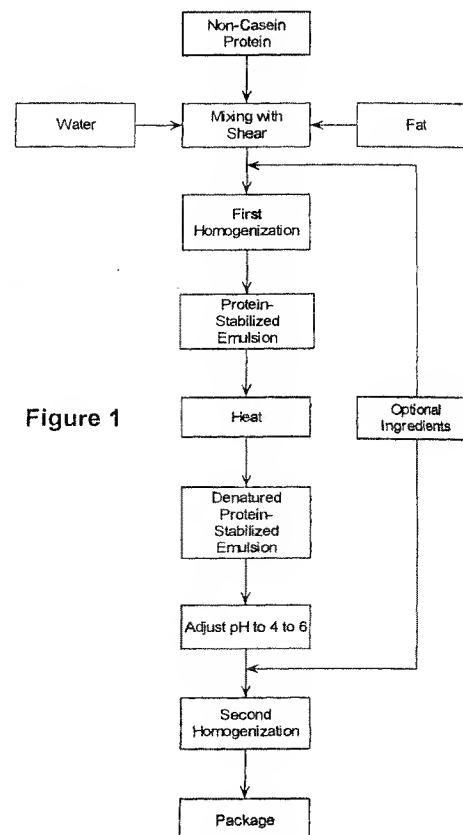 Non-Casein
Protein
Water
Mixing with
Shear
Fat
First
Homogenization
Protein-
Stabilized
Emulsion
Figure 1
Heat
Optional
Ingredients
Denatured
Protein-
Stabilized
Emulsion
Adjust pH to 4 to 6
Second
Homogenization
Package